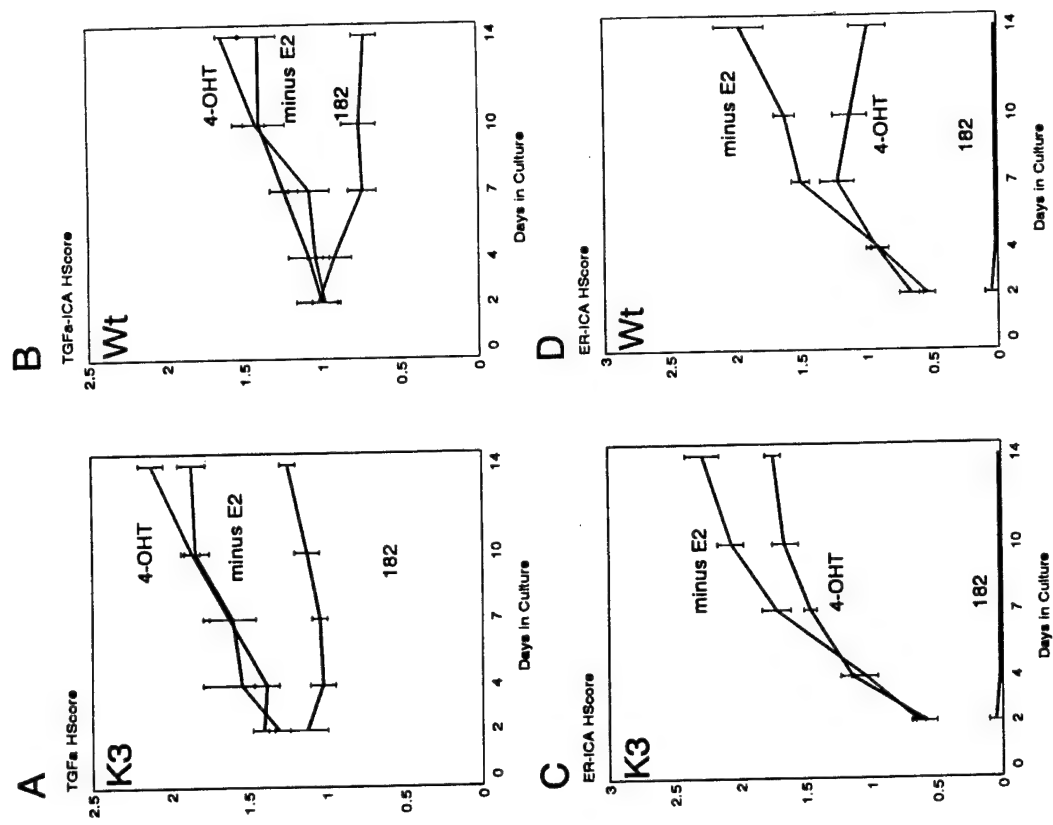 A
TGFa HScore
K3
2.5
2
1.5
1
0.5
0
4-OHT
minus E2
182
0
2
4
7
10
14
Days in Culture
B
TGFa-ICA HScore
Wt
2.5
2
1.5
1
0.5
0
4-OHT
minus E2
182
0
2
4
7
10
14
Days in Culture
C
ER-ICA HScore
K3
3
2.5
2
1.5
1
0.5
0
minus E2
4-OHT
182
0
2
4
7
10
14
Days in Culture
D
ER-ICA HScore
Wt
3
2.5
2
1.5
1
0.5
0
minus E2
4-OHT
182
0
2
4
7
10
14
Days in Culture